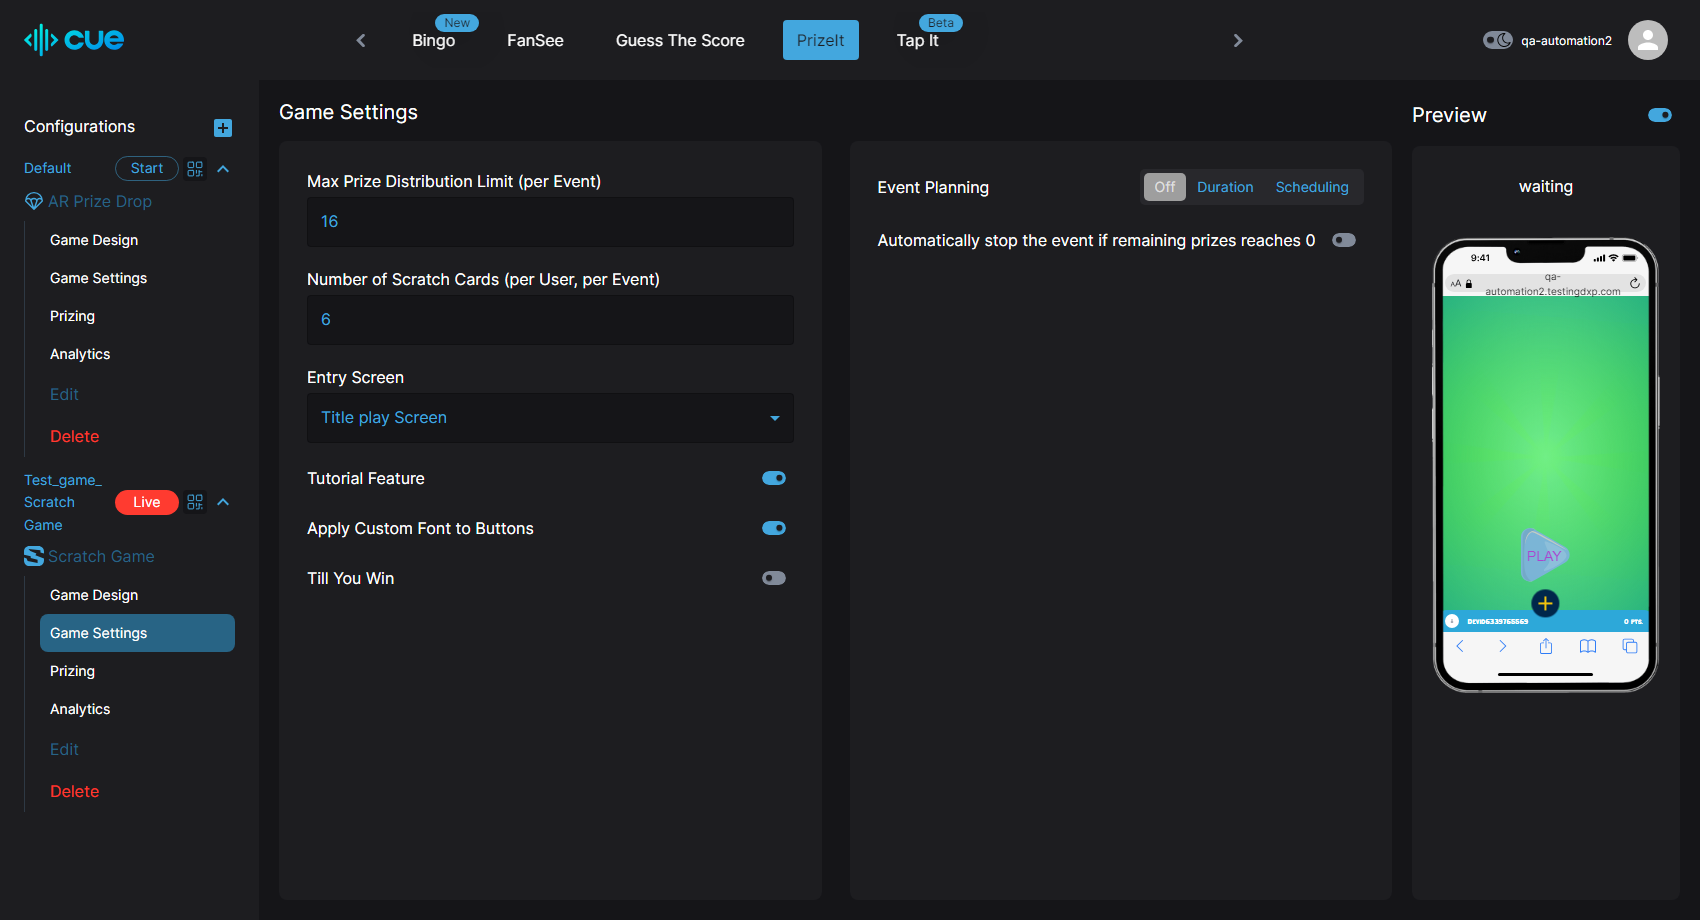 cue
New
Bingo
FanSee
Guess The Score
PrizeIt
Beta
Tap It
qa-automation2
Configurations
Default
Start
AR Prize Drop
Game Design
Game Settings
Prizing
Analytics
Edit
Delete
Test_game_
Scratch
Game
Live
Scratch Game
Game Design
Game Settings
Prizing
Analytics
Edit
Delete
Game Settings
Max Prize Distribution Limit (per Event)
16
Number of Scratch Cards (per User, per Event)
6
Entry Screen
Title play Screen
Tutorial Feature
Apply Custom Font to Buttons
Till You Win
Event Planning
Off
Duration
Scheduling
Automatically stop the event if remaining prizes reaches 0
Preview
waiting
9:41
AA
qa-
automation2.testingdxp.com
PLAY
0 PTS.